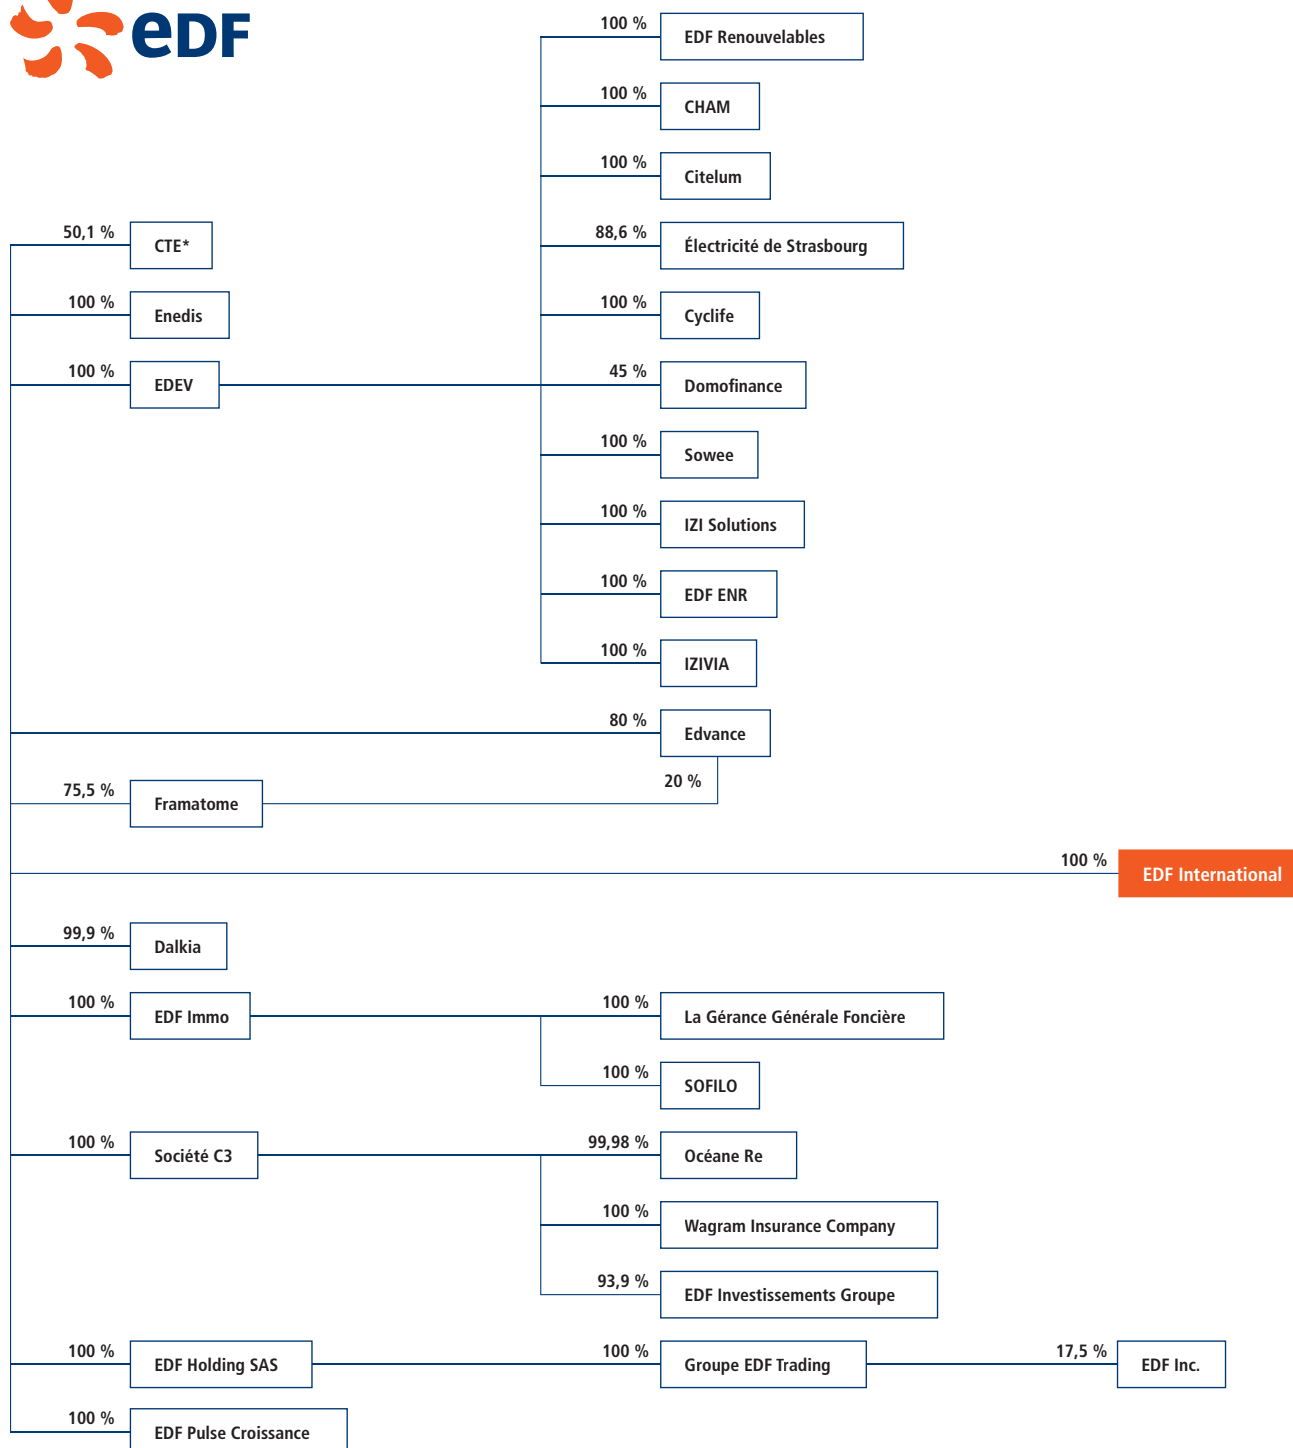 eDF
100 %
EDF Renouvelables
100 %
CHAM
100 %
Citelum
50,1 %
CTE*
88,6 %
Électricité de Strasbourg
100 %
Enedis
100 %
Cyclife
100 %
EDEV
45 %
Domofinance
100 %
Sowee
100 %
IZI Solutions
100 %
EDF ENR
100 %
IZIVIA
80 %
Edvance
75,5 %
Framatome
20 %
100 %
EDF International
99,9 %
Dalkia
100 %
EDF Immo
100 %
La Gérance Générale Foncière
100 %
SOFILO
100 %
Société C3
99,98 %
Océane Re
100 %
Wagram Insurance Company
93,9 %
EDF Investissements Groupe
100 %
EDF Holding SAS
100 %
Groupe EDF Trading
17,5 %
EDF Inc.
100 %
EDF Pulse Croissance